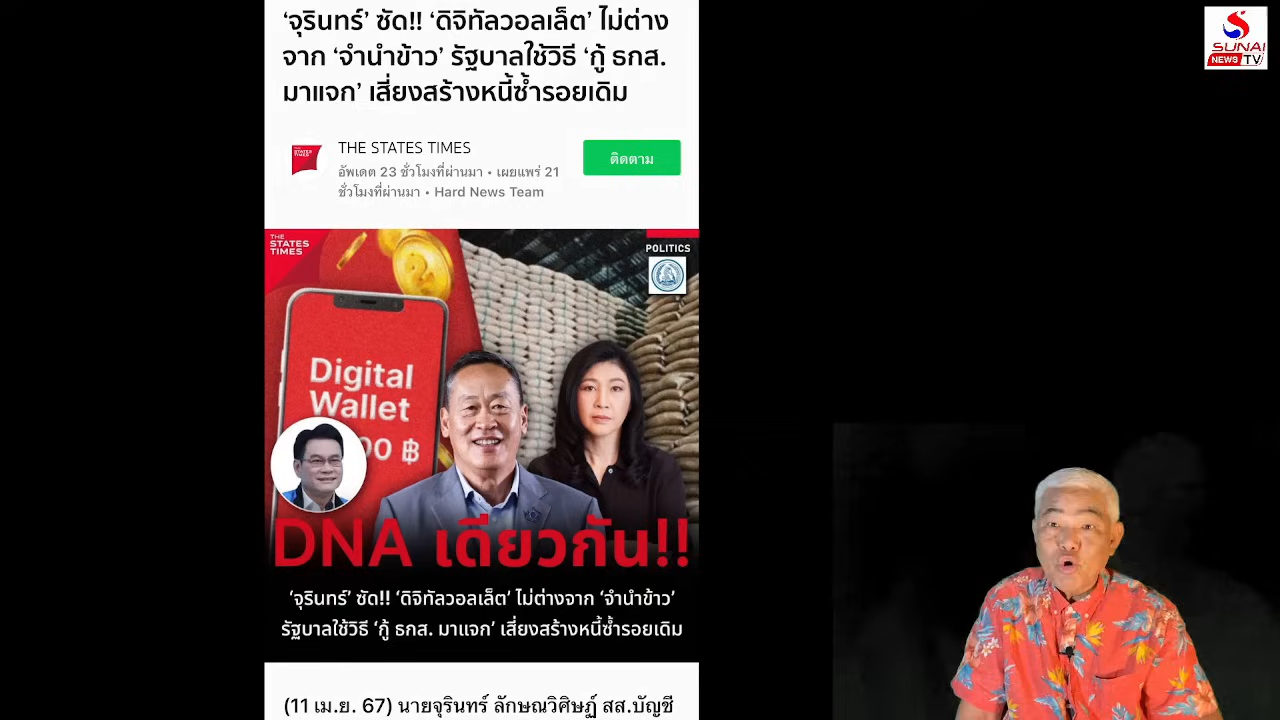 ‘จุรินทร์’ ซัด!! ‘ดิจิทัลวอลเล็ต’ ไม่ต่าง
จาก ‘จำนำข้าว’ รัฐบาลใช้วิธี ‘กู้ ธกส.
มาแจก’ เสี่ยงสร้างหนี้ซ้ำรอยเดิม
SUNAI
NEWS TV
THE STATES TIMES
ติดตาม
อัพเดต 23 ชั่วโมงที่ผ่านมา • เผยแพร่ 21
ชั่วโมงที่ผ่านมา • Hard News Team
THE
STATES
TIMES
POLITICS
Digital
Wallet
00 ฿
DNA เดียวกัน!!
‘จุรินทร์’ ซัด!! ‘ดิจิทัลวอลเล็ต’ ไม่ต่างจาก ‘จำนำข้าว’
รัฐบาลใช้วิธี ‘กู้ ธกส. มาแจก’ เสี่ยงสร้างหนี้ซ้ำรอยเดิม
(11 เม.ย. 67) นายจุรินทร์ ลักษณวิศิษฏ์ สส.บัญชี